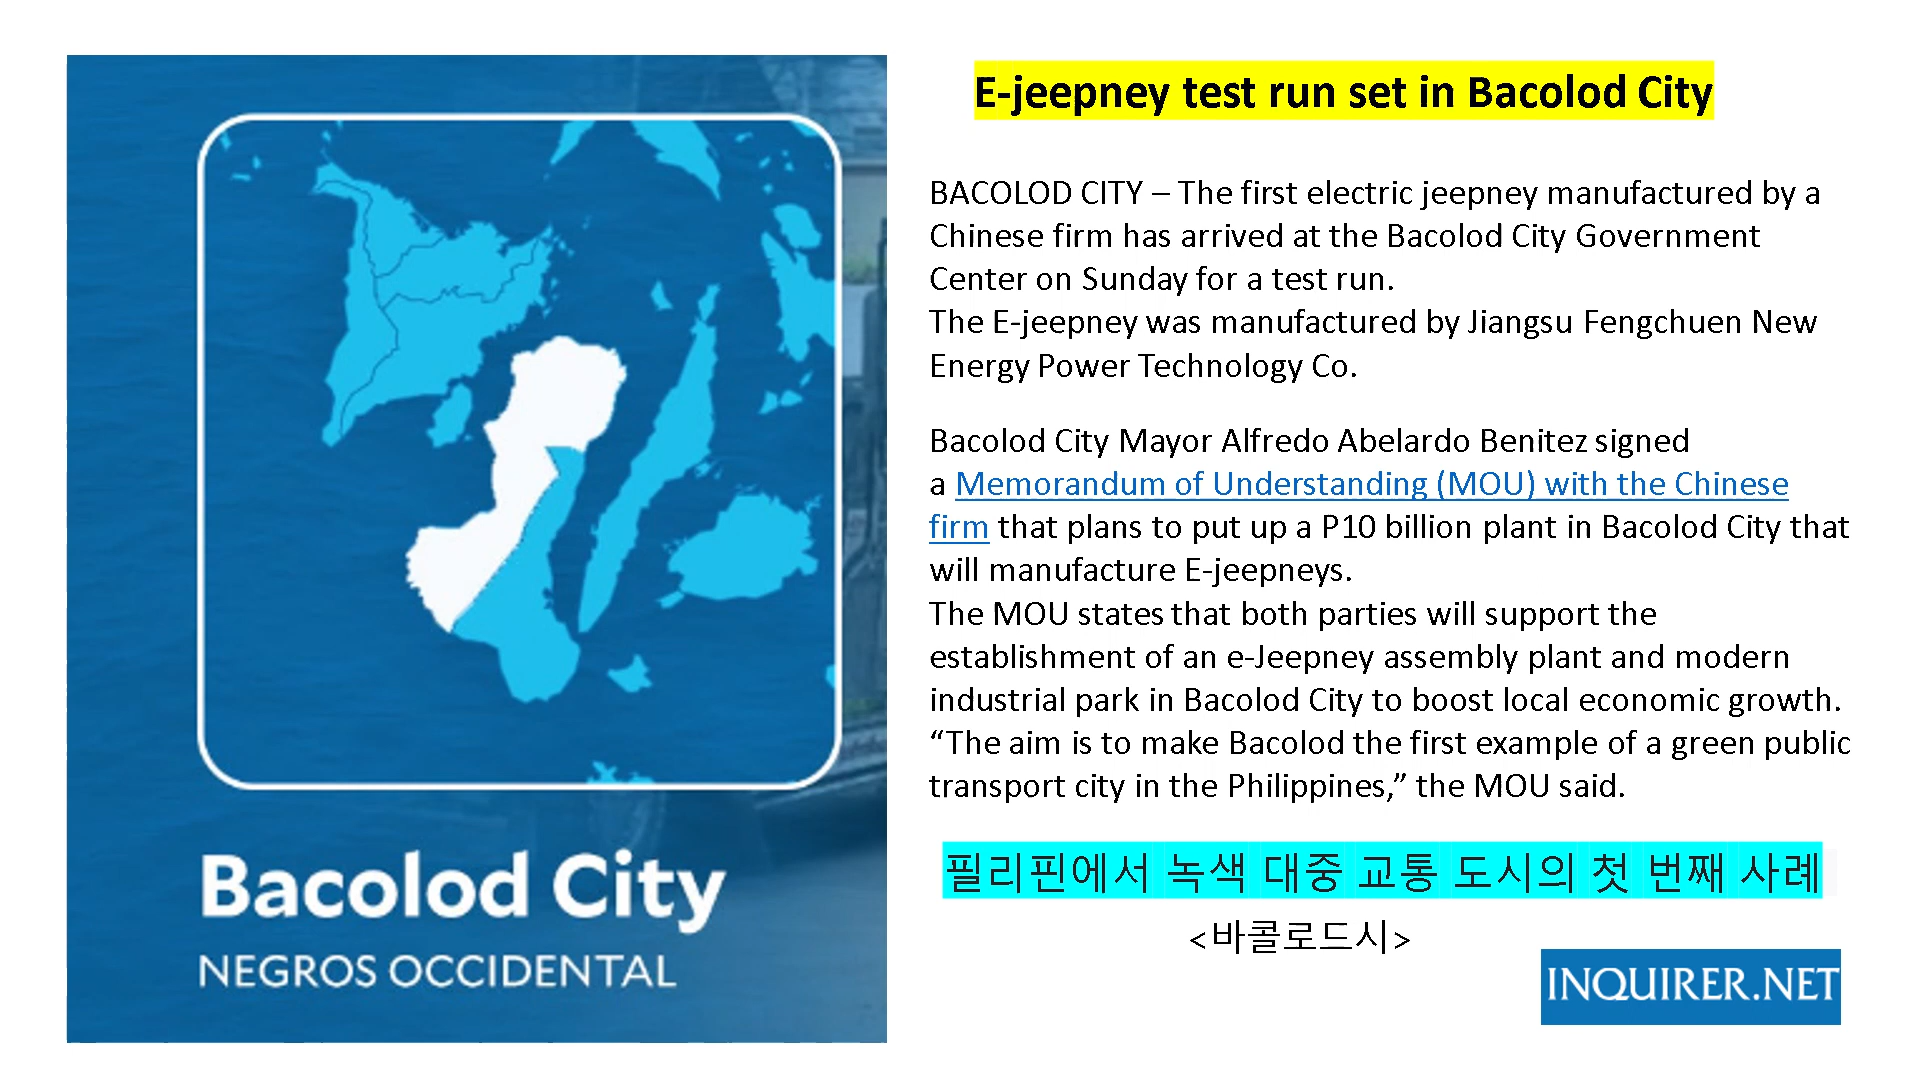 E-jeepney test run set in Bacolod City
BACOLOD CITY – The first electric jeepney manufactured by a
Chinese firm has arrived at the Bacolod City Government
Center on Sunday for a test run.
The E-jeepney was manufactured by Jiangsu Fengchuen New
Energy Power Technology Co.
Bacolod City Mayor Alfredo Abelardo Benitez signed
a Memorandum of Understanding (MOU) with the Chinese
firm that plans to put up a P10 billion plant in Bacolod City that
will manufacture E-jeepneys.
The MOU states that both parties will support the
establishment of an e-Jeepney assembly plant and modern
industrial park in Bacolod City to boost local economic growth.
“The aim is to make Bacolod the first example of a green public
transport city in the Philippines,” the MOU said.
필리핀에서 녹색 대중 교통 도시의 첫 번째 사례
<바콜로드시>
INQUIRER.NET
Bacolod City
NEGROS OCCIDENTAL